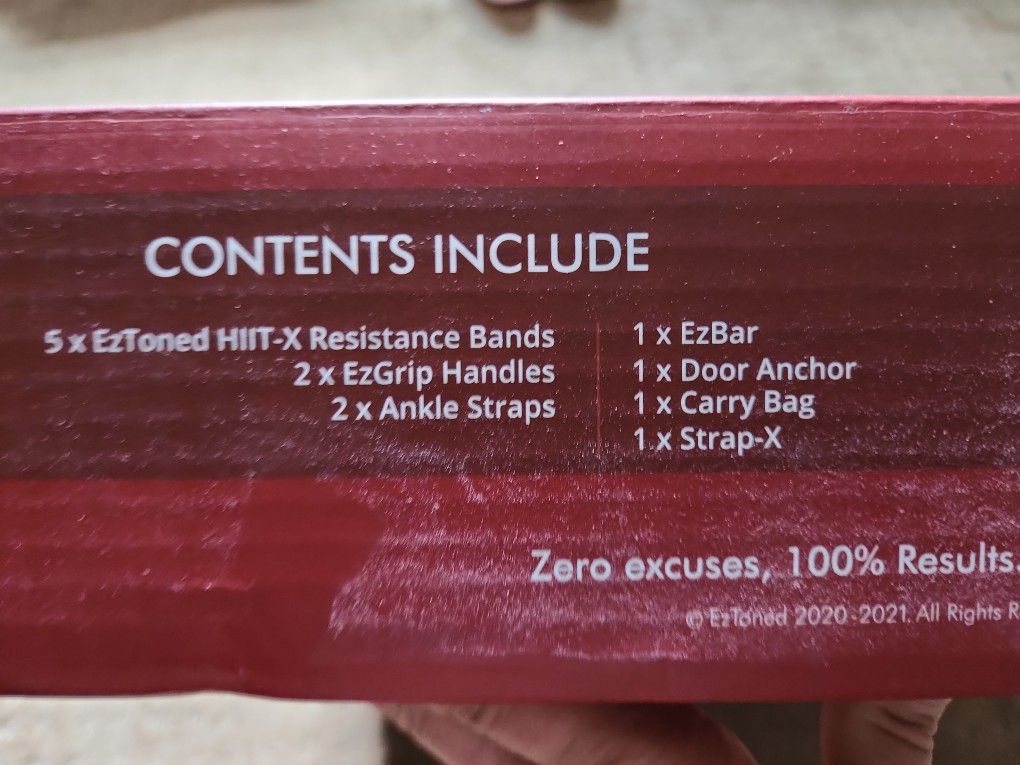 CONTENTS INCLUDE
5 x EzToned HIIT-X Resistance Bands
2 x EzGrip Handles
2 x Ankle Straps
1 x EzBar
1 x Door Anchor
1 x Carry Bag
1 x Strap-X
Zero excuses, 100% Results.
© EzToned 2020-2021. All Rights R